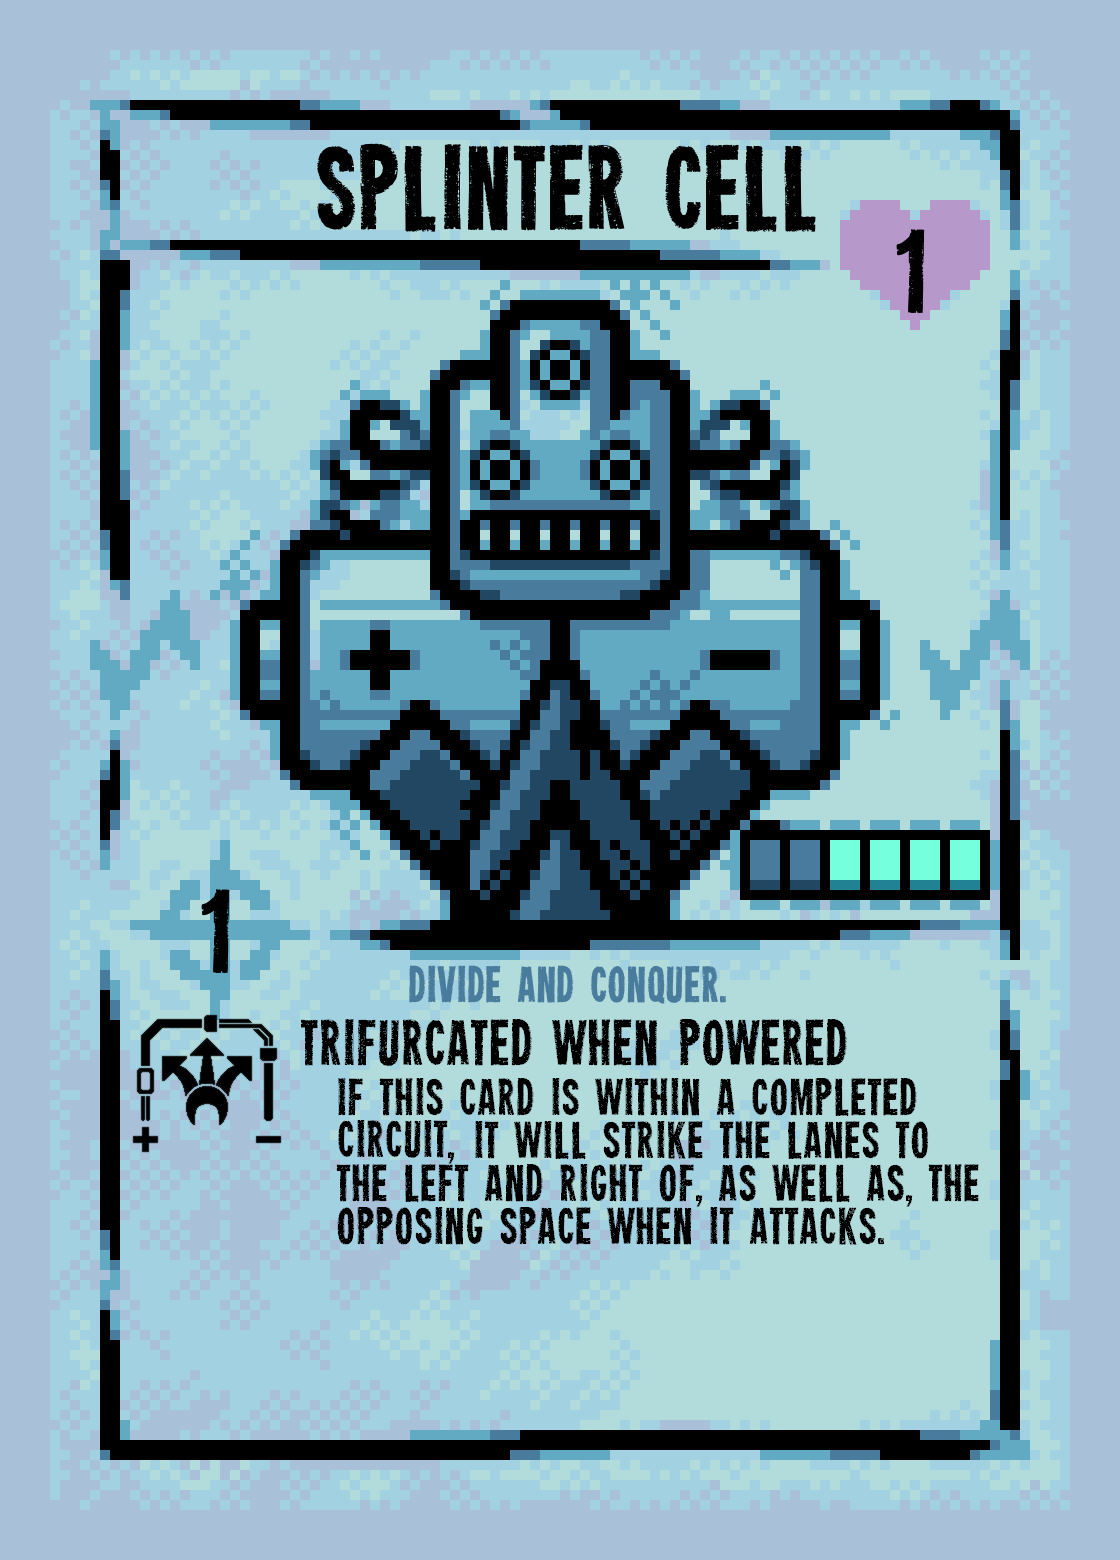 SPLINTER CELL
1
+ -
1
DIVIDE AND CONQUER.
TRIFURCATED WHEN POWERED
IF THIS CARD IS WITHIN A COMPLETED
CIRCUIT, IT WILL STRIKE THE LANES TO
THE LEFT AND RIGHT OF, AS WELL AS, THE
OPPOSING SPACE WHEN IT ATTACKS.
+ -